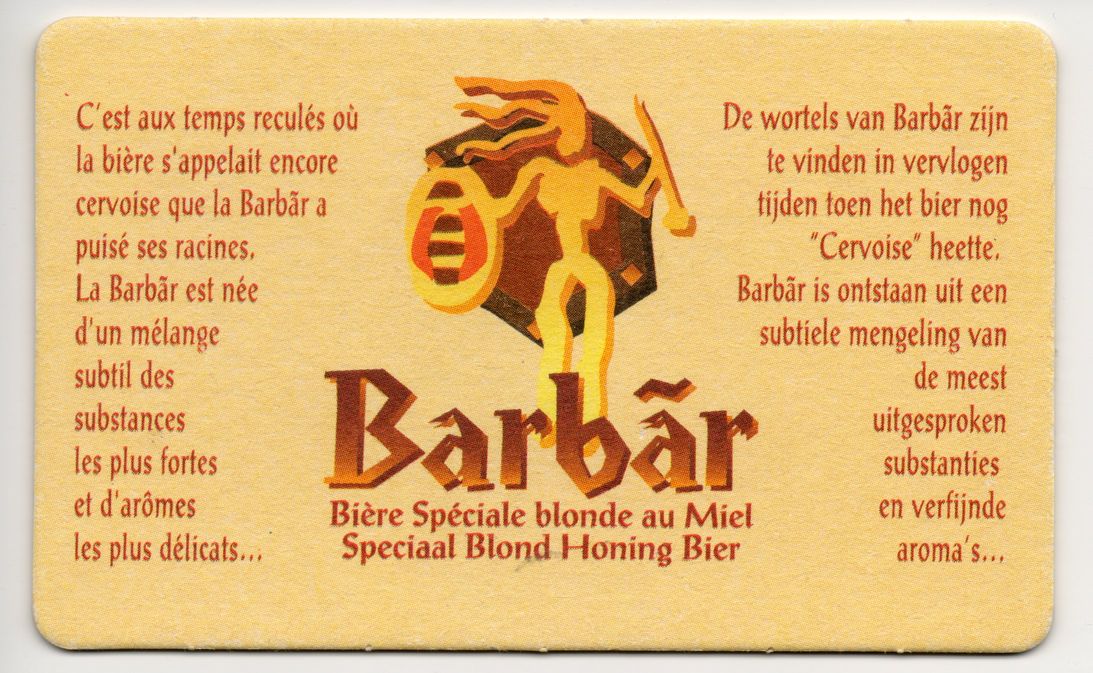 C'est aux temps reculés où
la bière s'appelait encore
cervoise que la Barbãr a
puisé ses racines.
La Barbãr est née
d'un mélange
subtil des
substances
les plus fortes
et d'arômes
les plus délicats...
Barbãr
Bière Spéciale blonde au Miel
Speciaal Blond Honing Bier
De wortels van Barbãr zijn
te vinden in vervlogen
tijden toen het bier nog
"Cervoise" heette.
Barbãr is ontstaan uit een
subtiele mengeling van
de meest
uitgesproken
substanties
en verfijnde
aroma's...